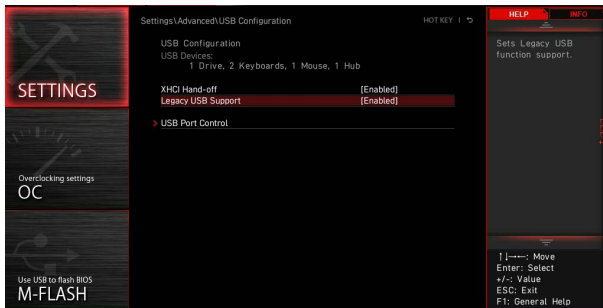 SETTINGS
Overclocking settings
OC
Use USB to flash BIOS
M-FLASH
Settings\Advanced\USB Configuration
HOT KEY | ⮌
USB Configuration
USB Devices:
1 Drive, 2 Keyboards, 1 Mouse, 1 Hub
XHCI Hand-off [Enabled]
Legacy USB Support [Enabled]
> USB Port Control
HELP INFO
Sets Legacy USB
function support.
↑↓→←: Move
Enter: Select
+/-: Value
ESC: Exit
F1: General Help